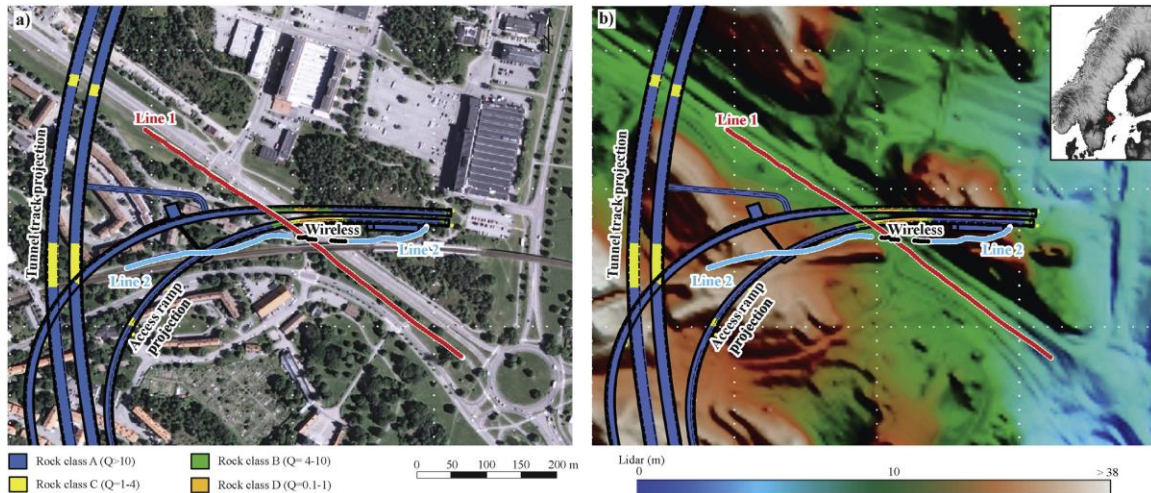 a)
Line 1
Tunnel track projection
Wireless
Line 2
Line 2
Access ramp
projection
Rock class A (Q>10)
Rock class B (Q= 4-10)
Rock class C (Q=1-4)
Rock class D (Q=0.1-1)
0 50 100 150 200 m
b)
Line 1
Tunnel track projection
Wireless
Line 2
Line 2
Access ramp
projection
Lidar (m)
0 10 > 38